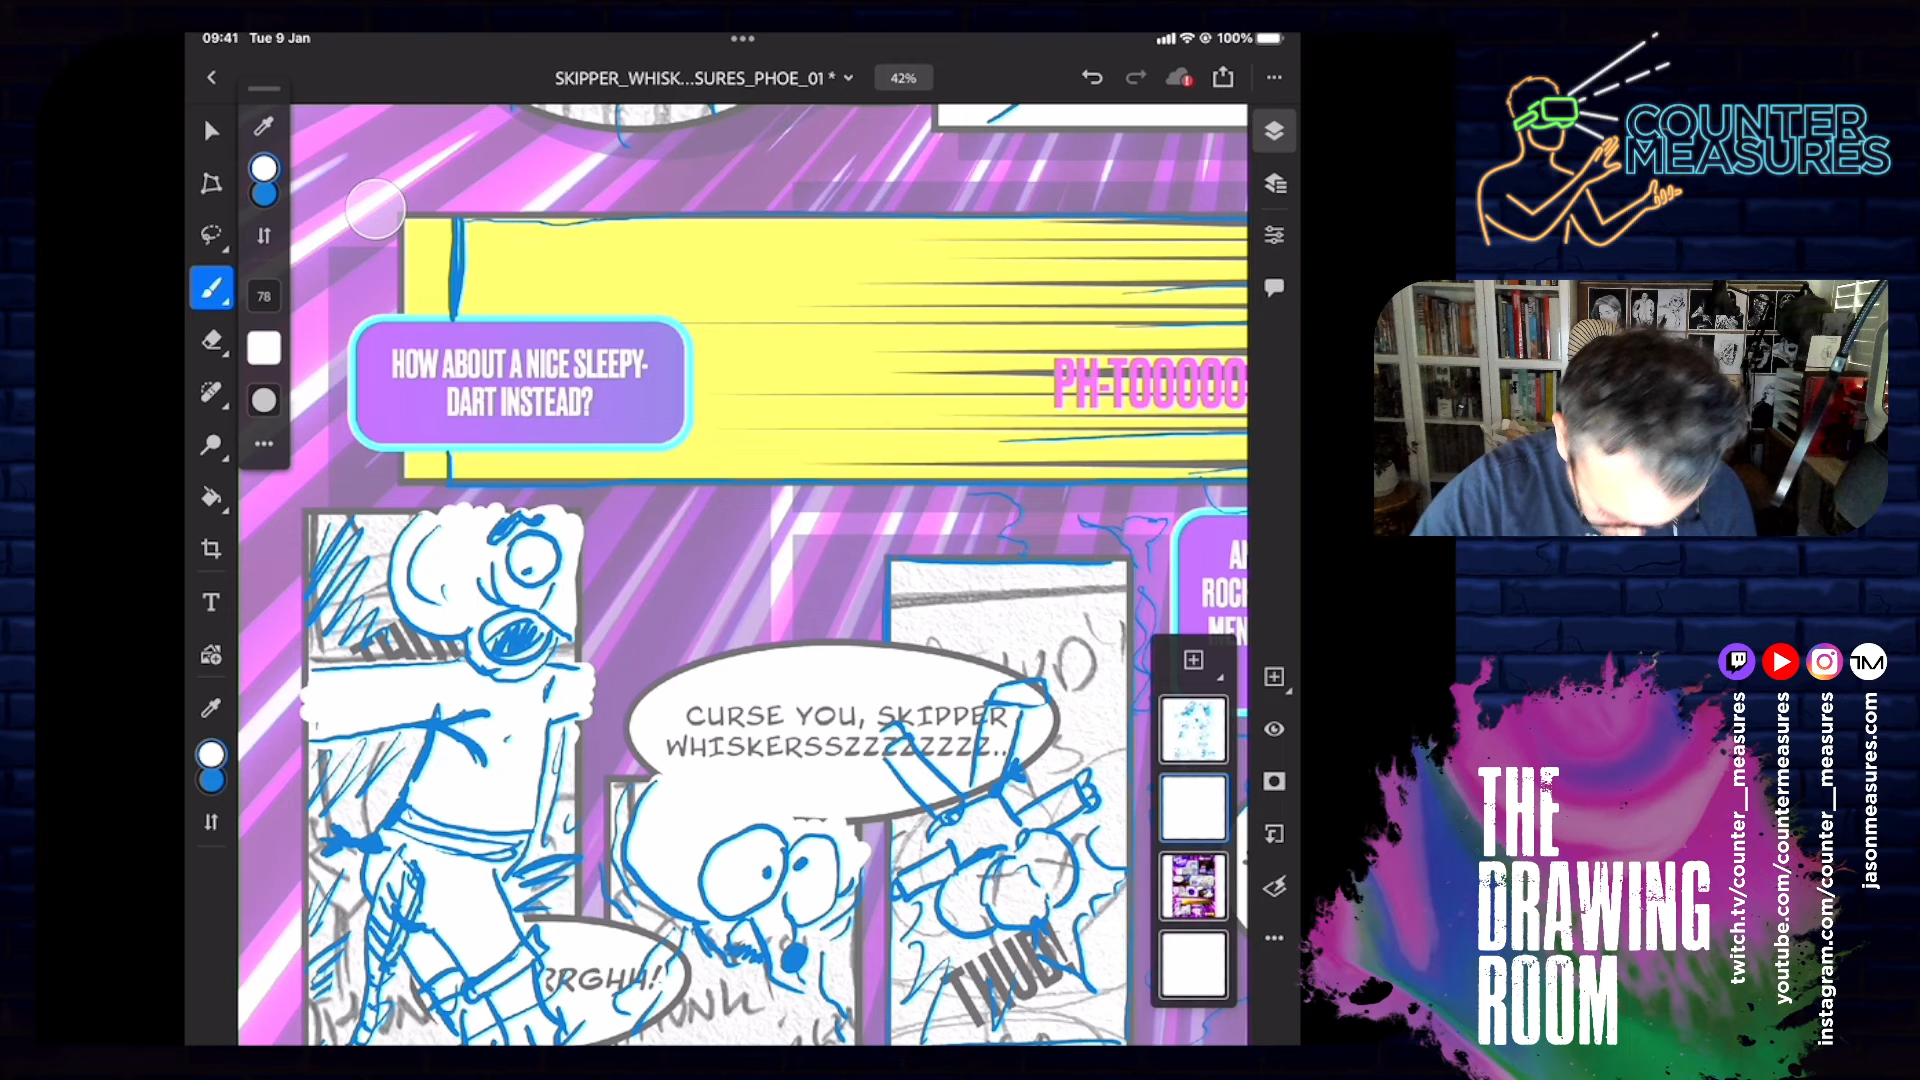 09:41 Tue 9 Jan
100%
SKIPPER_WHISK...SURES_PHOE_01 *
42%
COUNTER
MEASURES
78
HOW ABOUT A NICE SLEEPY-
DART INSTEAD?
PH-TOOOOO
CURSE YOU, SKIPPER
WHISKERSSZZZZZZZZ..
RGHH!
THUD!
THE
DRAWING
ROOM
twitch.tv/counter__measures
youtube.com/countermeasures
instagram.com/counter__measures
jasonmeasures.com